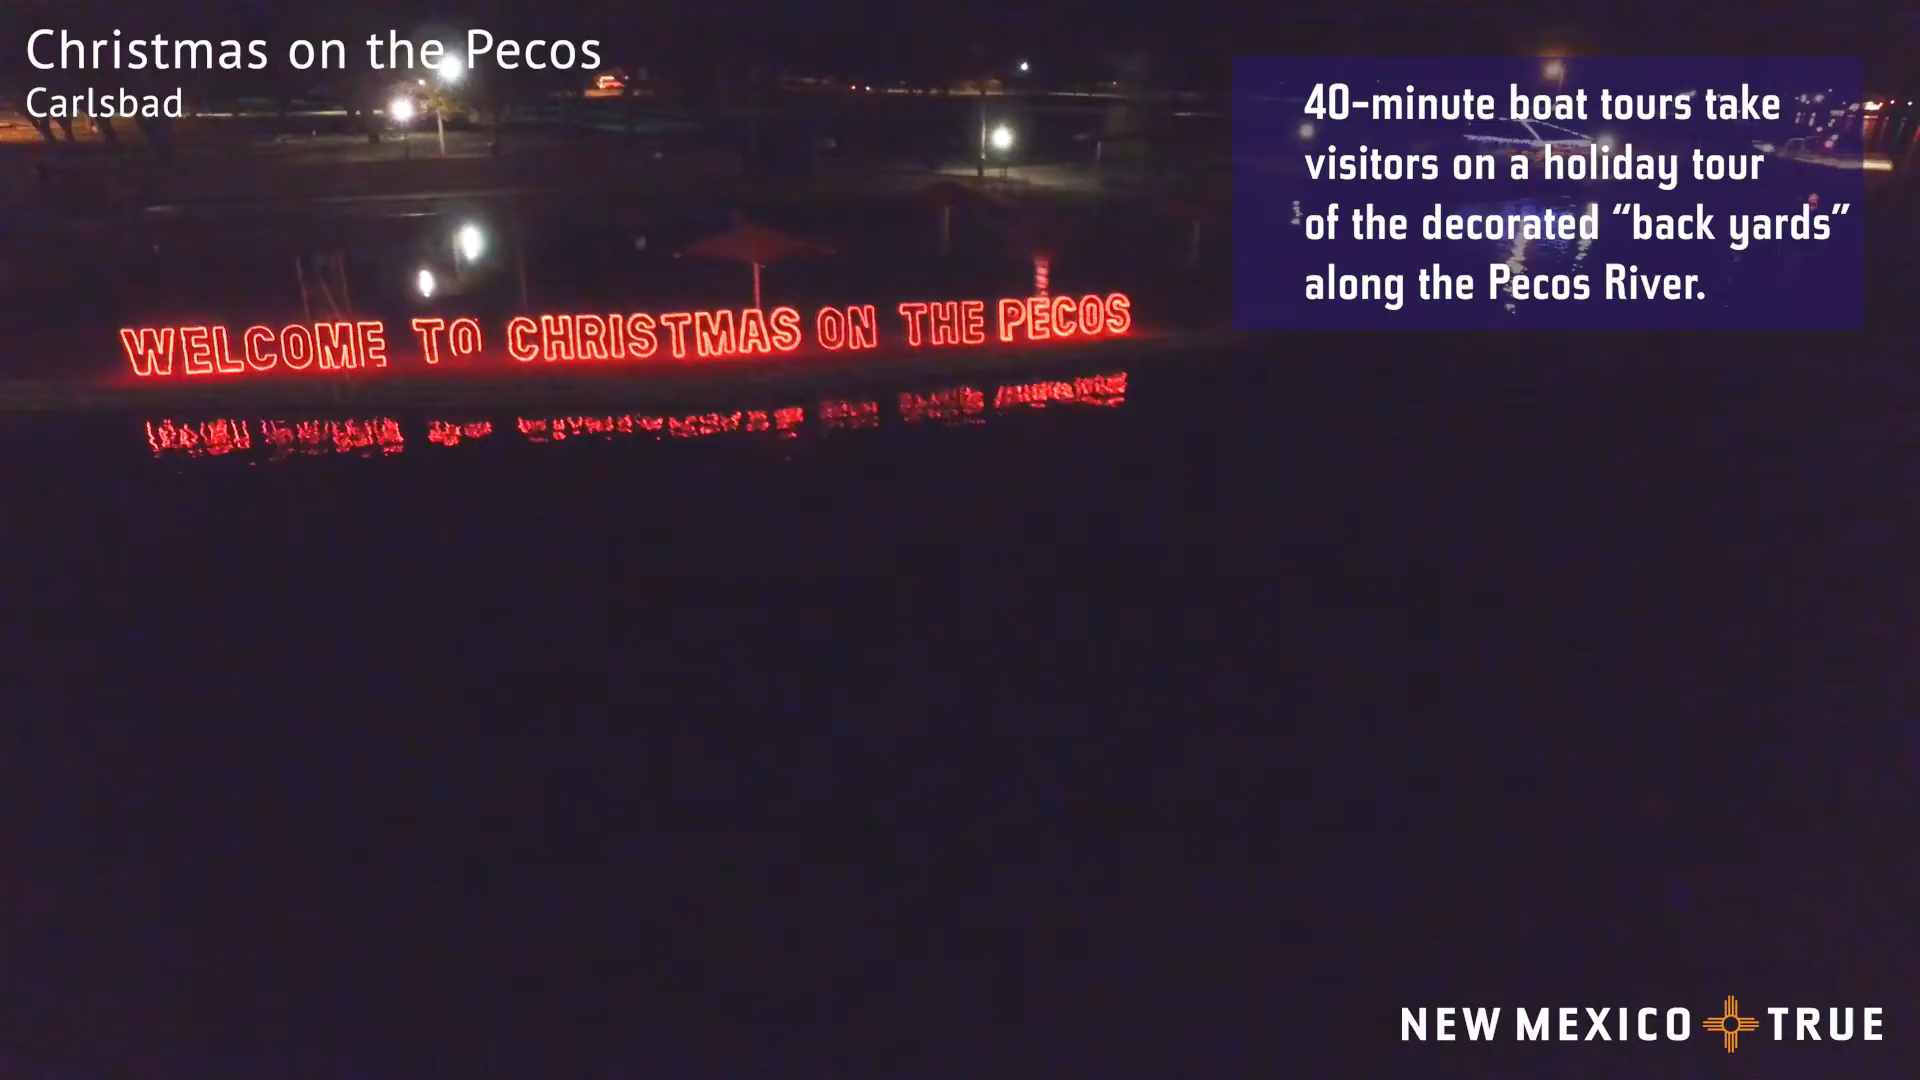 Christmas on the Pecos
Carlsbad
40-minute boat tours take
visitors on a holiday tour
of the decorated “back yards”
along the Pecos River.
WELCOME TO CHRISTMAS ON THE PECOS
NEW MEXICO TRUE